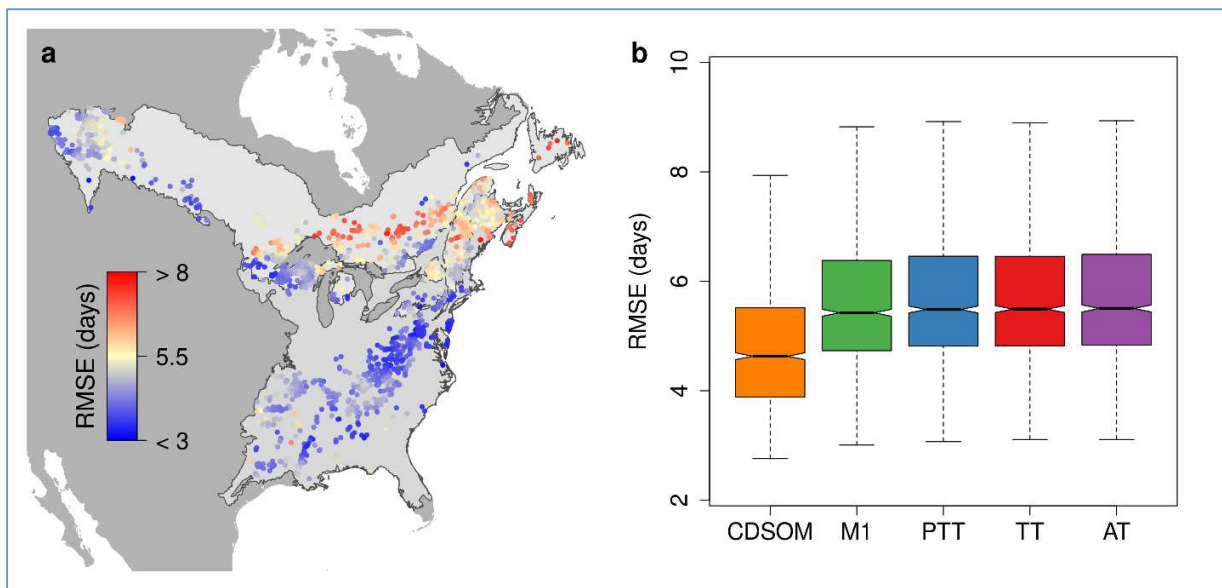 a
> 8
5.5
< 3
RMSE (days)
b
10
8
6
4
2
RMSE (days)
CDSOM M1 PTT TT AT